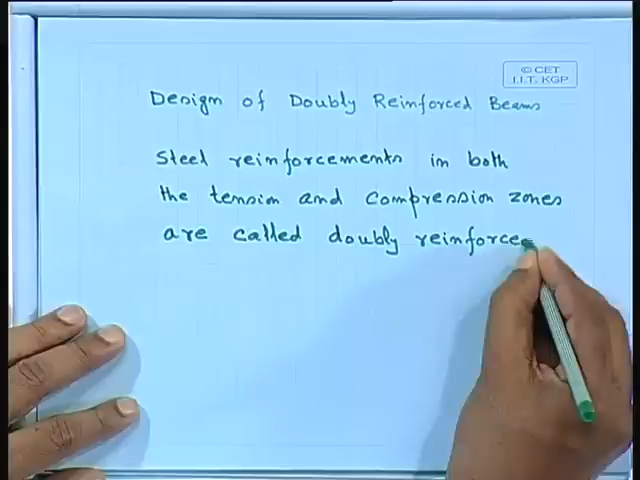 © CET
I.I.T. KGP
Design of Doubly Reinforced Beams
Steel reinforcements in both
the tension and compression zones
are called doubly reinforce